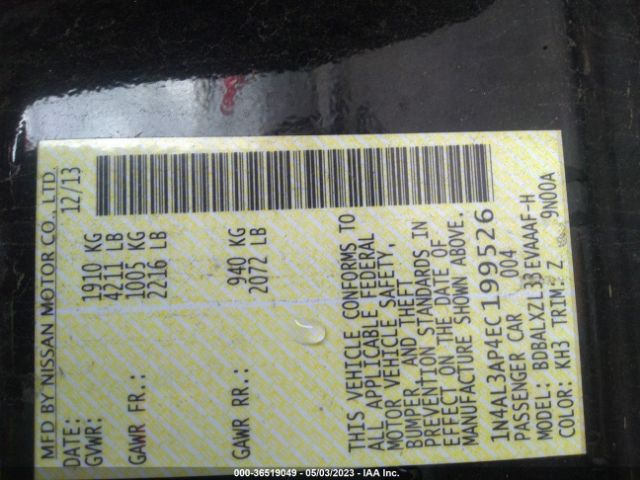 MFD BY NISSAN MOTOR CO., LTD.
DATE: 12/13
GVWR: 1910 KG
4211 LB
GAWR FR.: 1005 KG
2216 LB
GAWR RR.: 940 KG
2072 LB
THIS VEHICLE CONFORMS TO
ALL APPLICABLE FEDERAL
MOTOR VEHICLE SAFETY,
BUMPER, AND THEFT
PREVENTION STANDARDS IN
EFFECT ON THE DATE OF
MANUFACTURE SHOWN ABOVE.
1N4AL3AP4EC199526
PASSENGER CAR 004
MODEL: BDBALXZL33EVAAAF-H
COLOR: KH3 TRIM: Z 9N00A
000-36519049 - 05/03/2023 - IAA Inc.